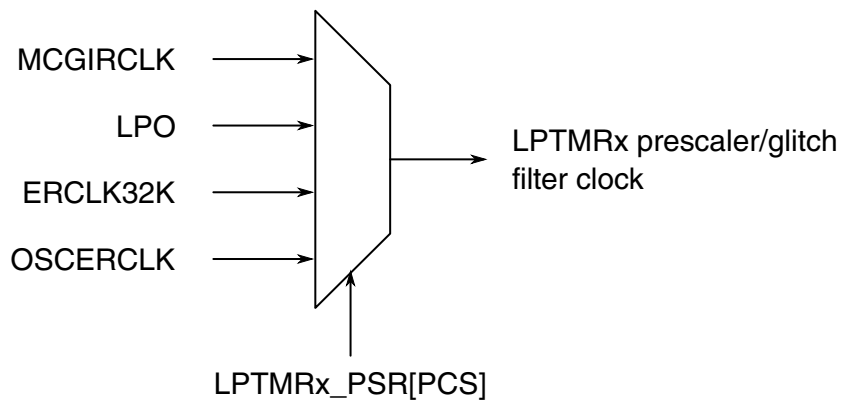 MCGIRCLK
LPO
ERCLK32K
OSCERCLK
LPTMRx prescaler/glitch
filter clock
LPTMRx_PSR[PCS]